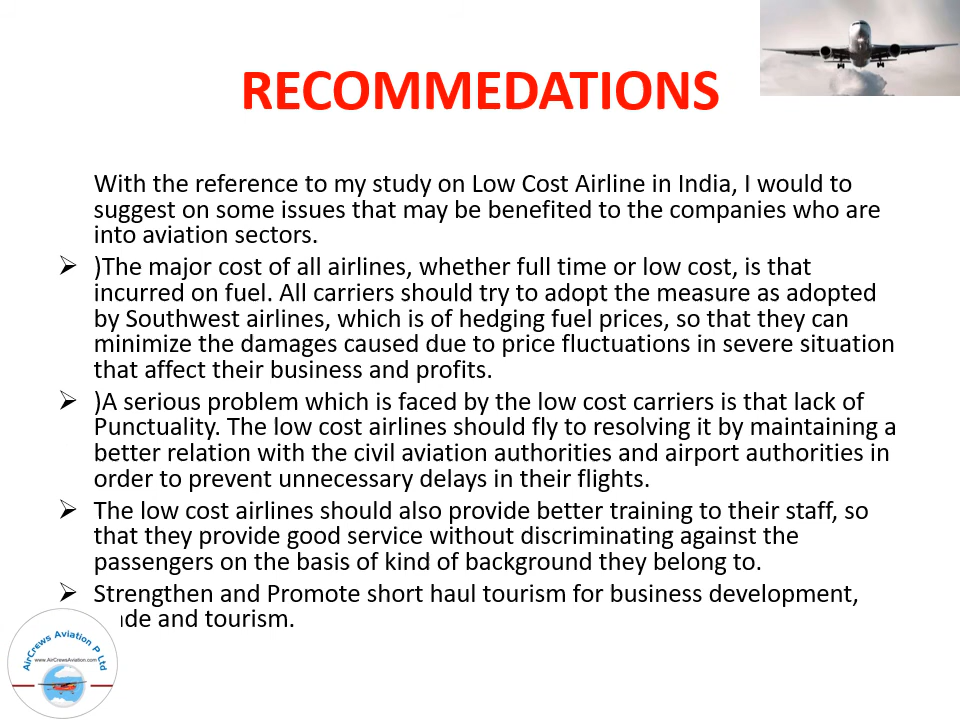 RECOMMEDATIONS
With the reference to my study on Low Cost Airline in India, I would to
suggest on some issues that may be benefited to the companies who are
into aviation sectors.
➢ )The major cost of all airlines, whether full time or low cost, is that
incurred on fuel. All carriers should try to adopt the measure as adopted
by Southwest airlines, which is of hedging fuel prices, so that they can
minimize the damages caused due to price fluctuations in severe situation
that affect their business and profits.
➢ )A serious problem which is faced by the low cost carriers is that lack of
Punctuality. The low cost airlines should fly to resolving it by maintaining a
better relation with the civil aviation authorities and airport authorities in
order to prevent unnecessary delays in their flights.
➢ The low cost airlines should also provide better training to their staff, so
that they provide good service without discriminating against the
passengers on the basis of kind of background they belong to.
➢ Strengthen and Promote short haul tourism for business development,
ade and tourism.
AirCrews Aviation P Ltd
www.AirCrewsAviation.com